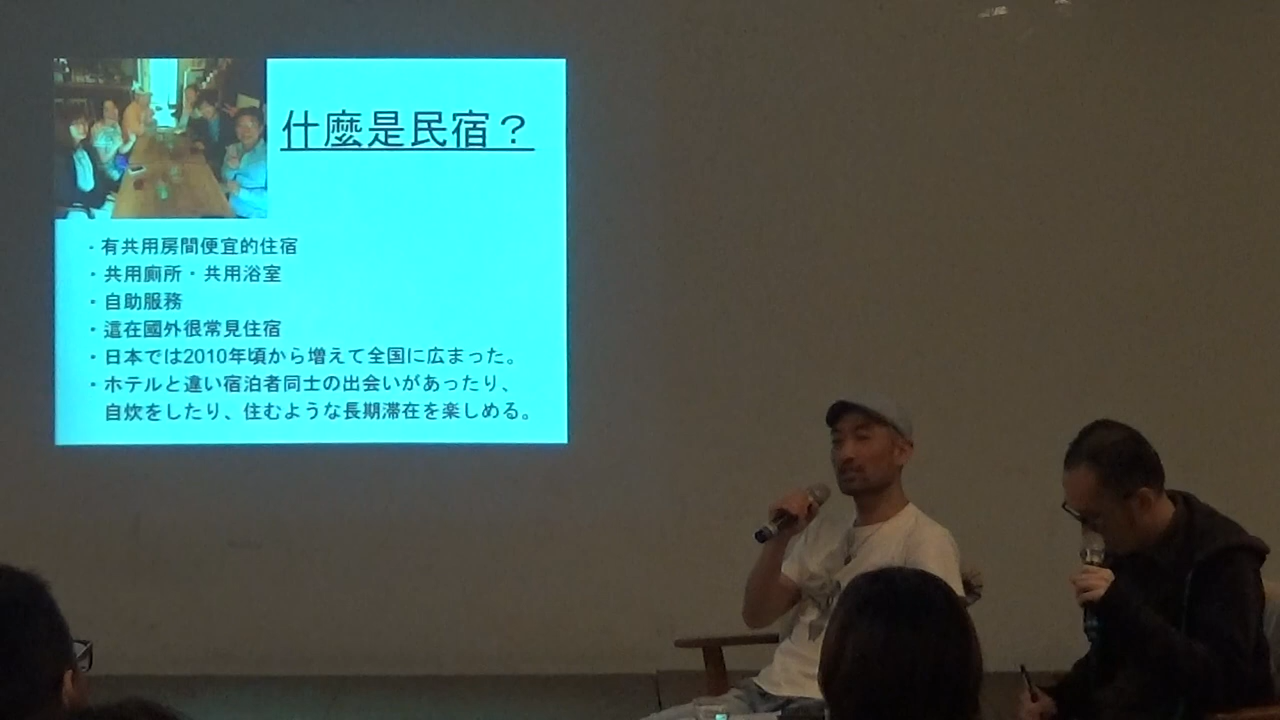 什麼是民宿？
・有共用房間便宜的住宿
・共用廁所・共用浴室
・自助服務
・這在國外很常見住宿
・日本では2010年頃から増えて全国に広まった。
・ホテルと違い宿泊者同士の出会いがあったり、
自炊をしたり、住むような長期滞在を楽しめる。